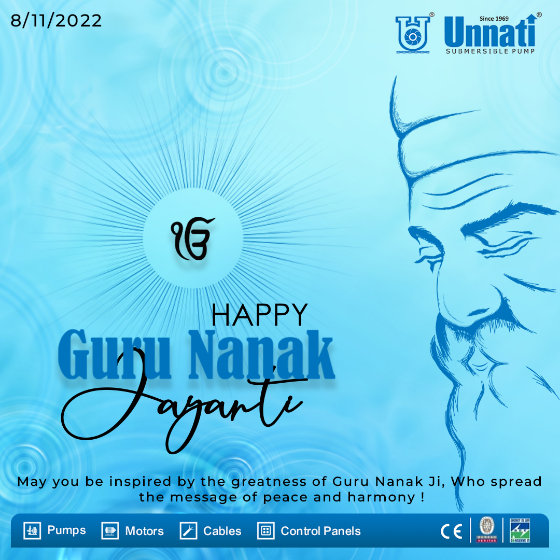 8/11/2022
Since 1969
Unnati®
SUBMERSIBLE PUMP
ੴ
HAPPY
Guru Nanak
Jayanti
May you be inspired by the greatness of Guru Nanak Ji, Who spread
the message of peace and harmony !
Pumps Motors Cables Control Panels CE